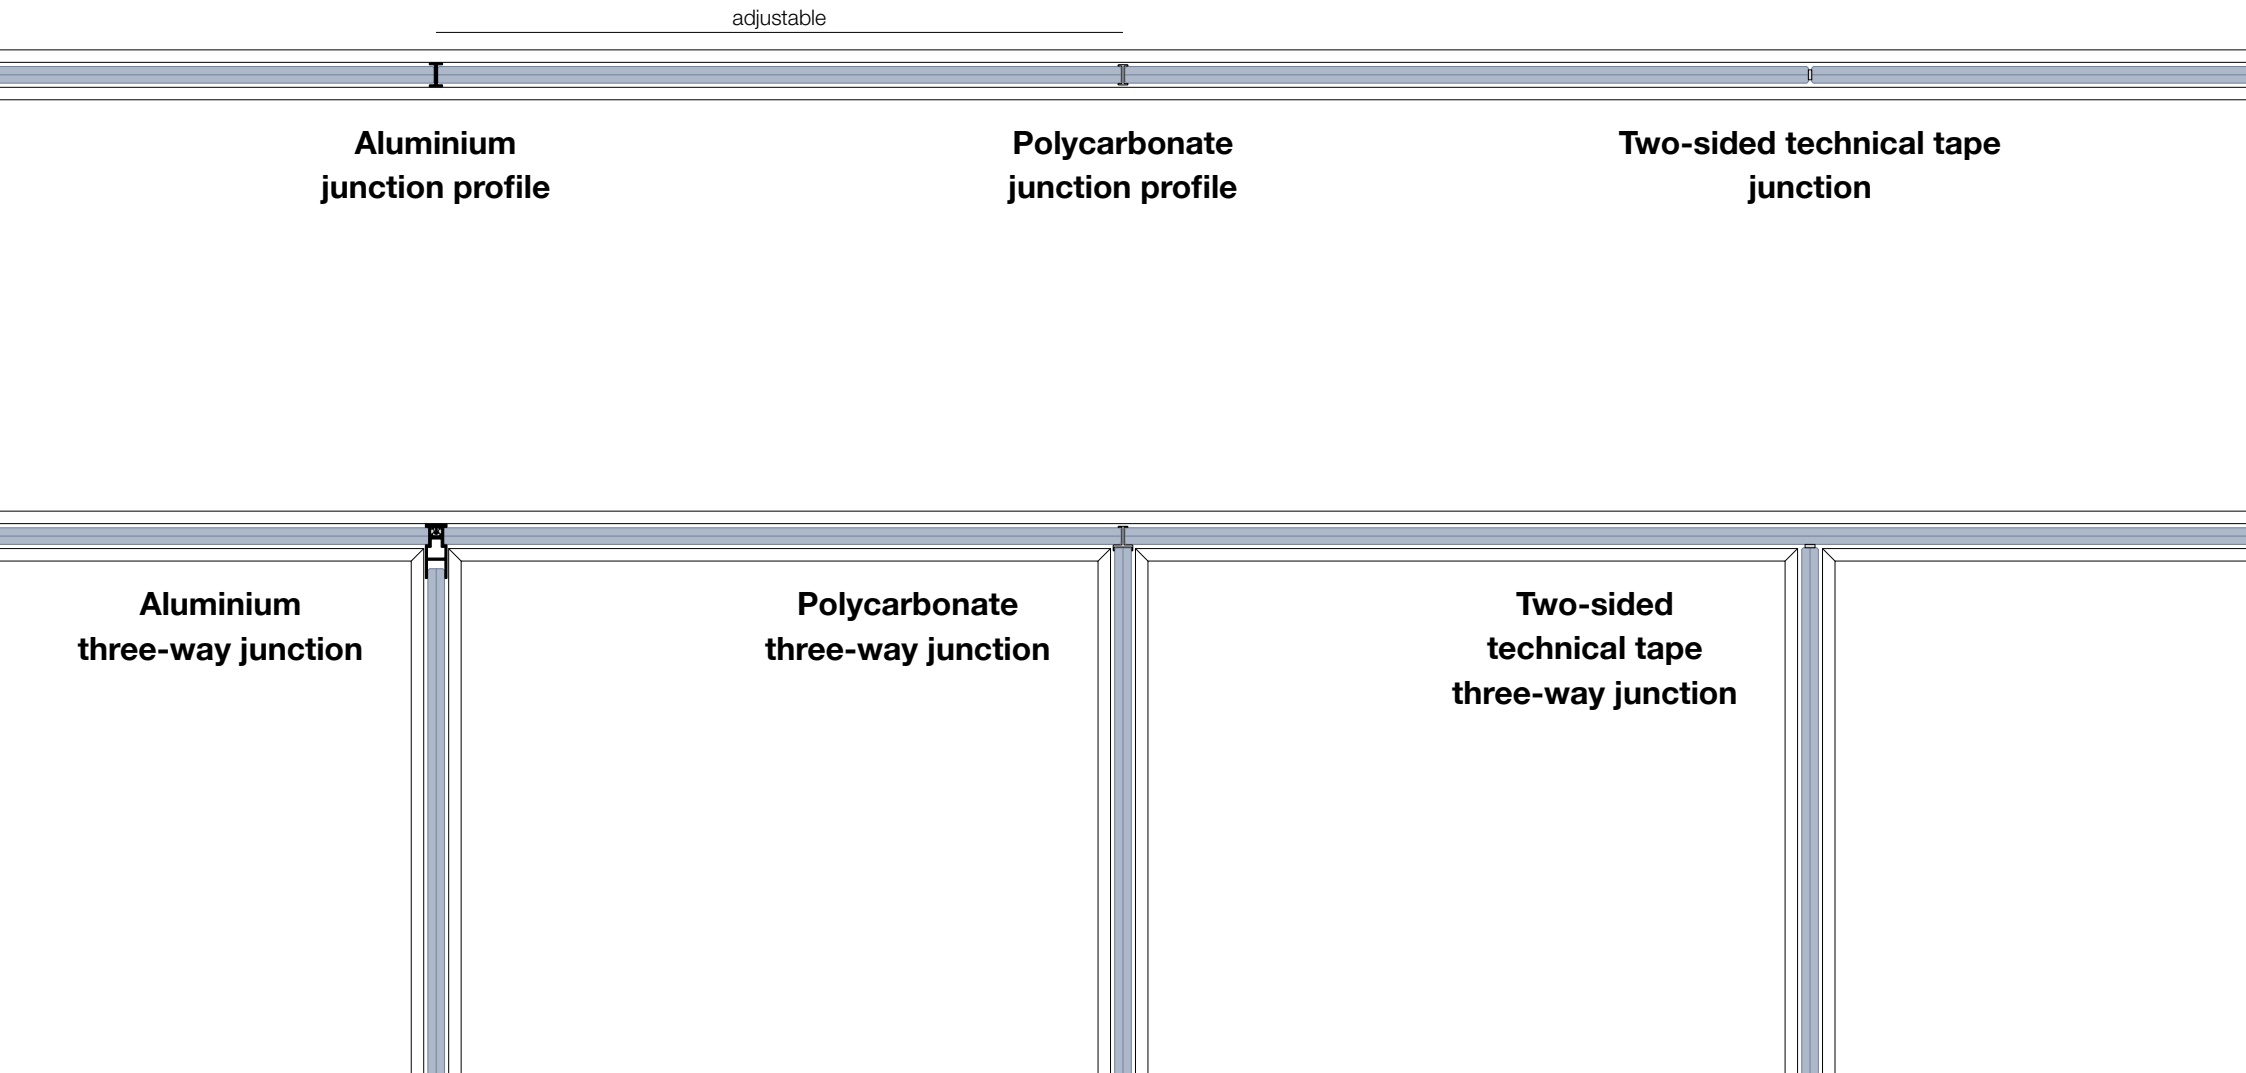 adjustable
Aluminium
junction profile
Polycarbonate
junction profile
Two-sided technical tape
junction
Aluminium
three-way junction
Polycarbonate
three-way junction
Two-sided
technical tape
three-way junction